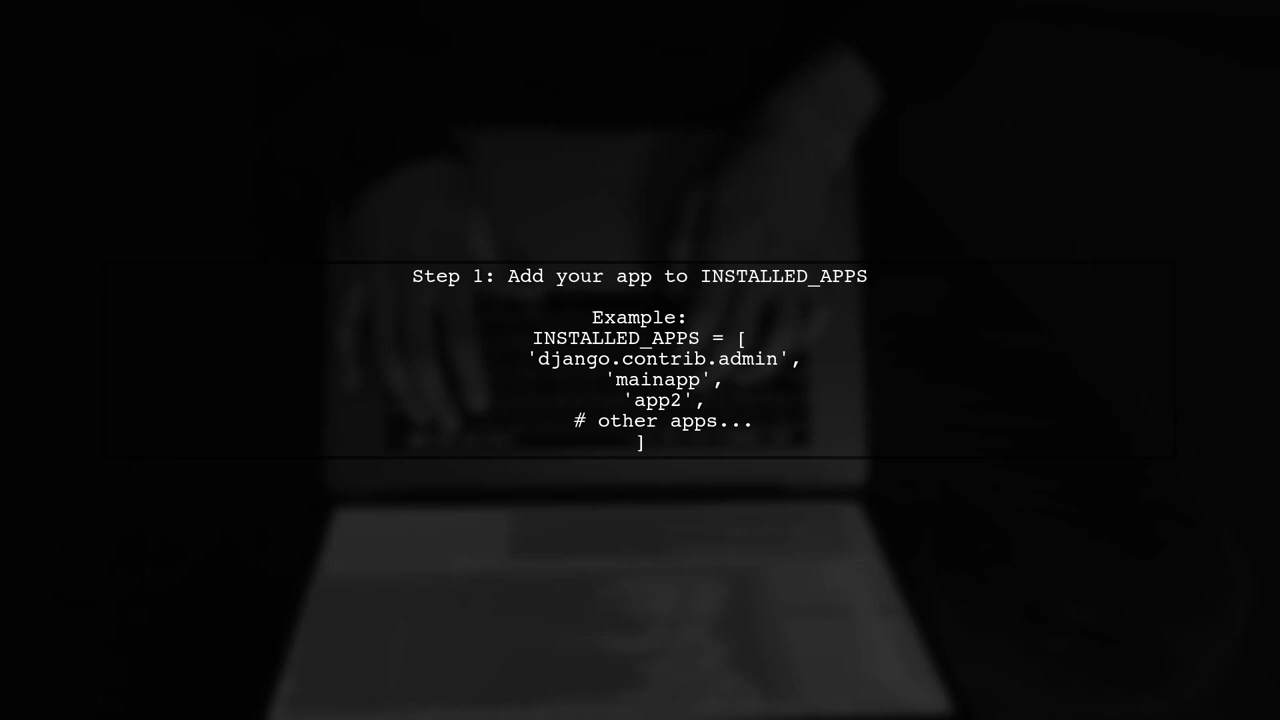 Step 1: Add your app to INSTALLED_APPS
Example:
INSTALLED_APPS = [
'django.contrib.admin',
'mainapp',
'app2',
# other apps...
]